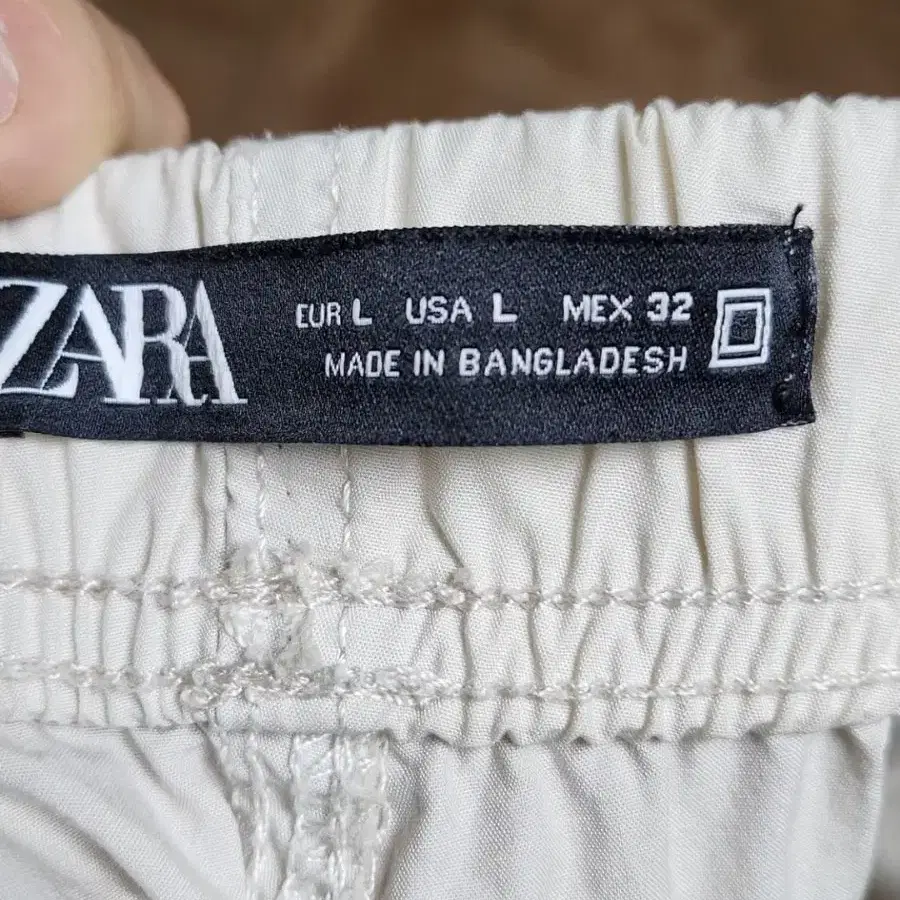 ZARA
EUR L USA L MEX 32
MADE IN BANGLADESH